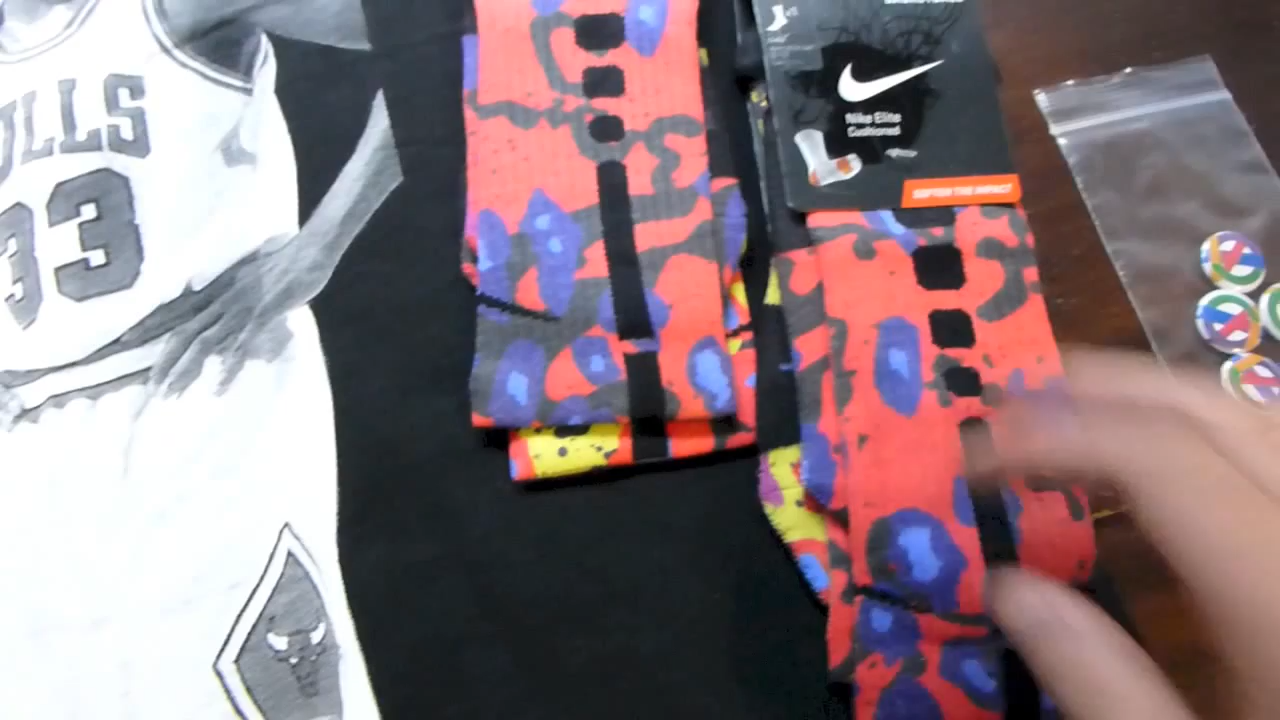 ULLS
33
Nike Elite
Cushioned
SOFTEN THE IMPACT